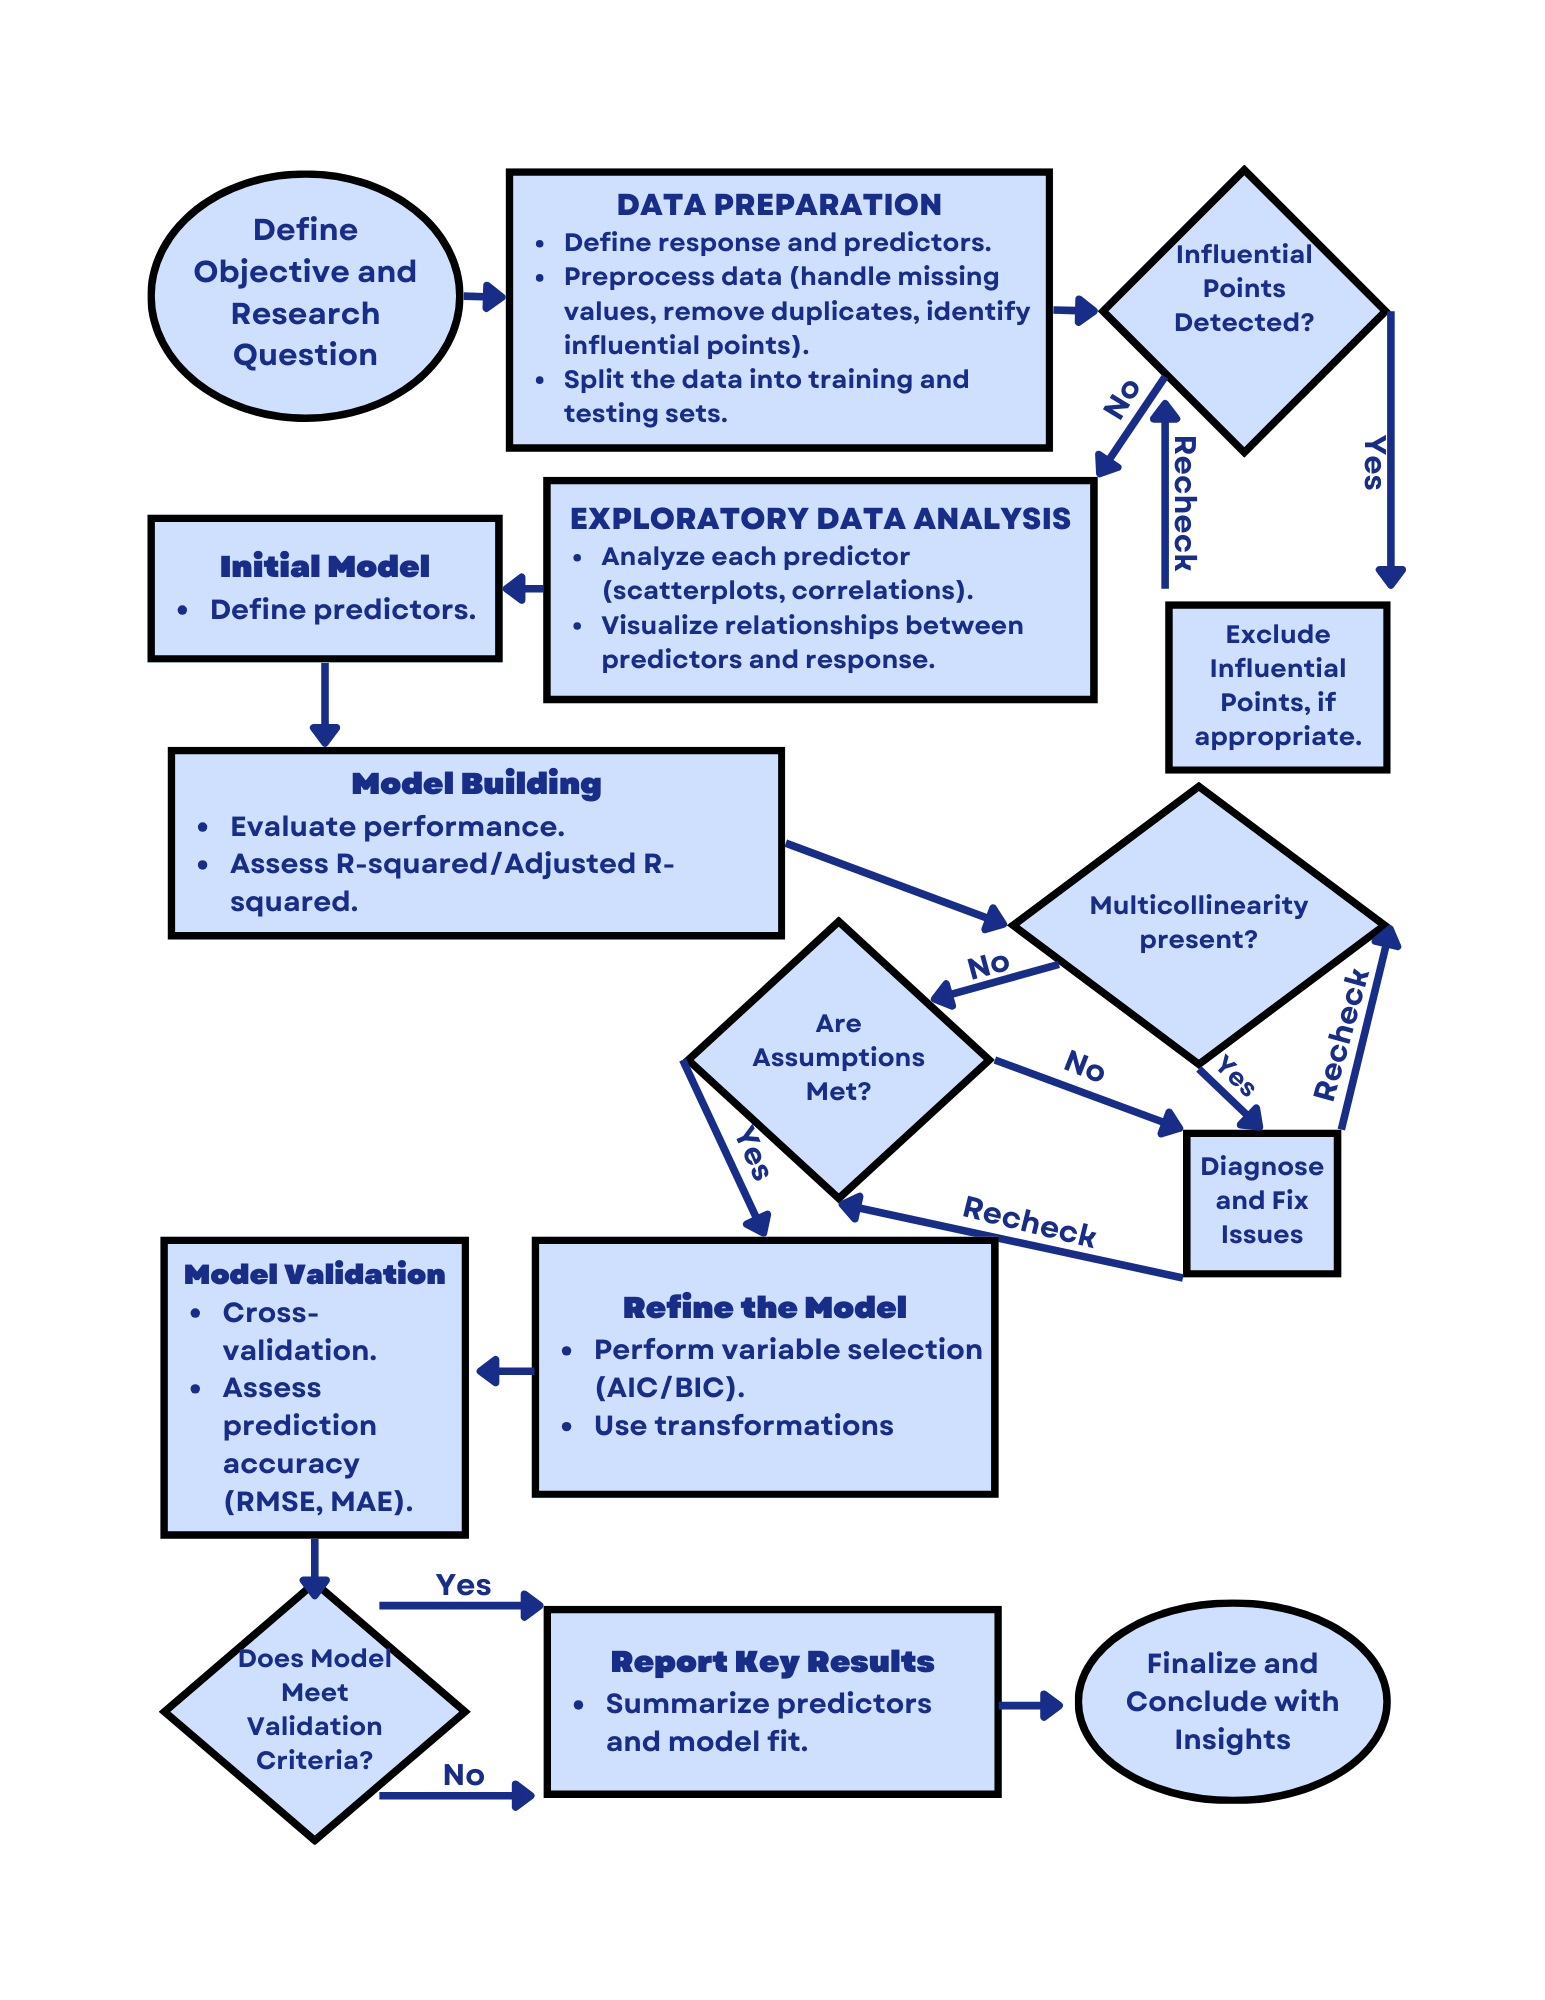 Define
Objective and
Research
Question
DATA PREPARATION
• Define response and predictors.
• Preprocess data (handle missing
values, remove duplicates, identify
influential points).
• Split the data into training and
testing sets.
Influential
Points
Detected?
No
Recheck
Yes
EXPLORATORY DATA ANALYSIS
• Analyze each predictor
(scatterplots, correlations).
• Visualize relationships between
predictors and response.
Initial Model
• Define predictors.
Exclude
Influential
Points, if
appropriate.
Model Building
• Evaluate performance.
• Assess R-squared/Adjusted R-
squared.
Multicollinearity
present?
No
Yes
Recheck
Are
Assumptions
Met?
No
Yes
Diagnose
and Fix
Issues
Recheck
Refine the Model
• Perform variable selection
(AIC/BIC).
• Use transformations
Model Validation
• Cross-
validation.
• Assess
prediction
accuracy
(RMSE, MAE).
Does Model
Meet
Validation
Criteria?
Yes
No
Report Key Results
• Summarize predictors
and model fit.
Finalize and
Conclude with
Insights